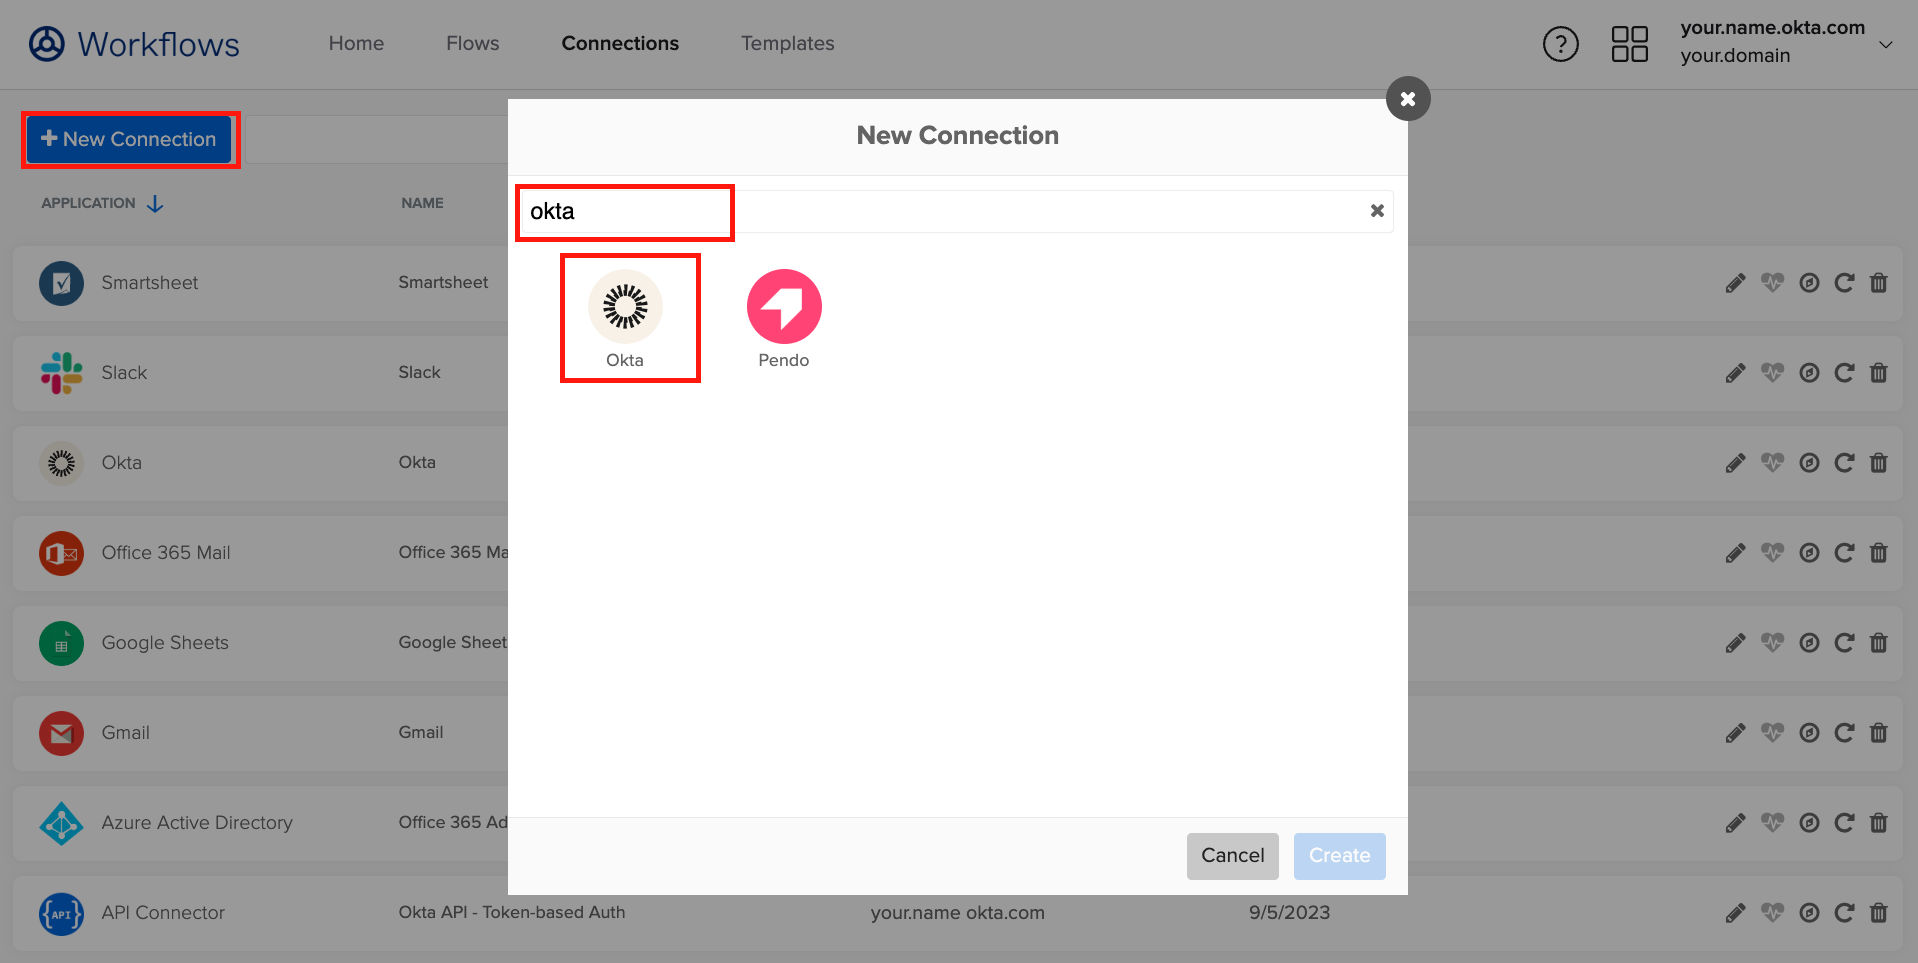 Workflows
Home Flows Connections Templates
?
your.name.okta.com
your.domain
+ New Connection
New Connection
APPLICATION NAME
okta
Okta Pendo
Smartsheet Smartsheet
Slack Slack
Okta Okta
Office 365 Mail Office 365 Ma
Google Sheets Google Sheet
Gmail Gmail
Azure Active Directory Office 365 Ad
Cancel Create
{API} API Connector Okta API - Token-based Auth your.name okta.com 9/5/2023